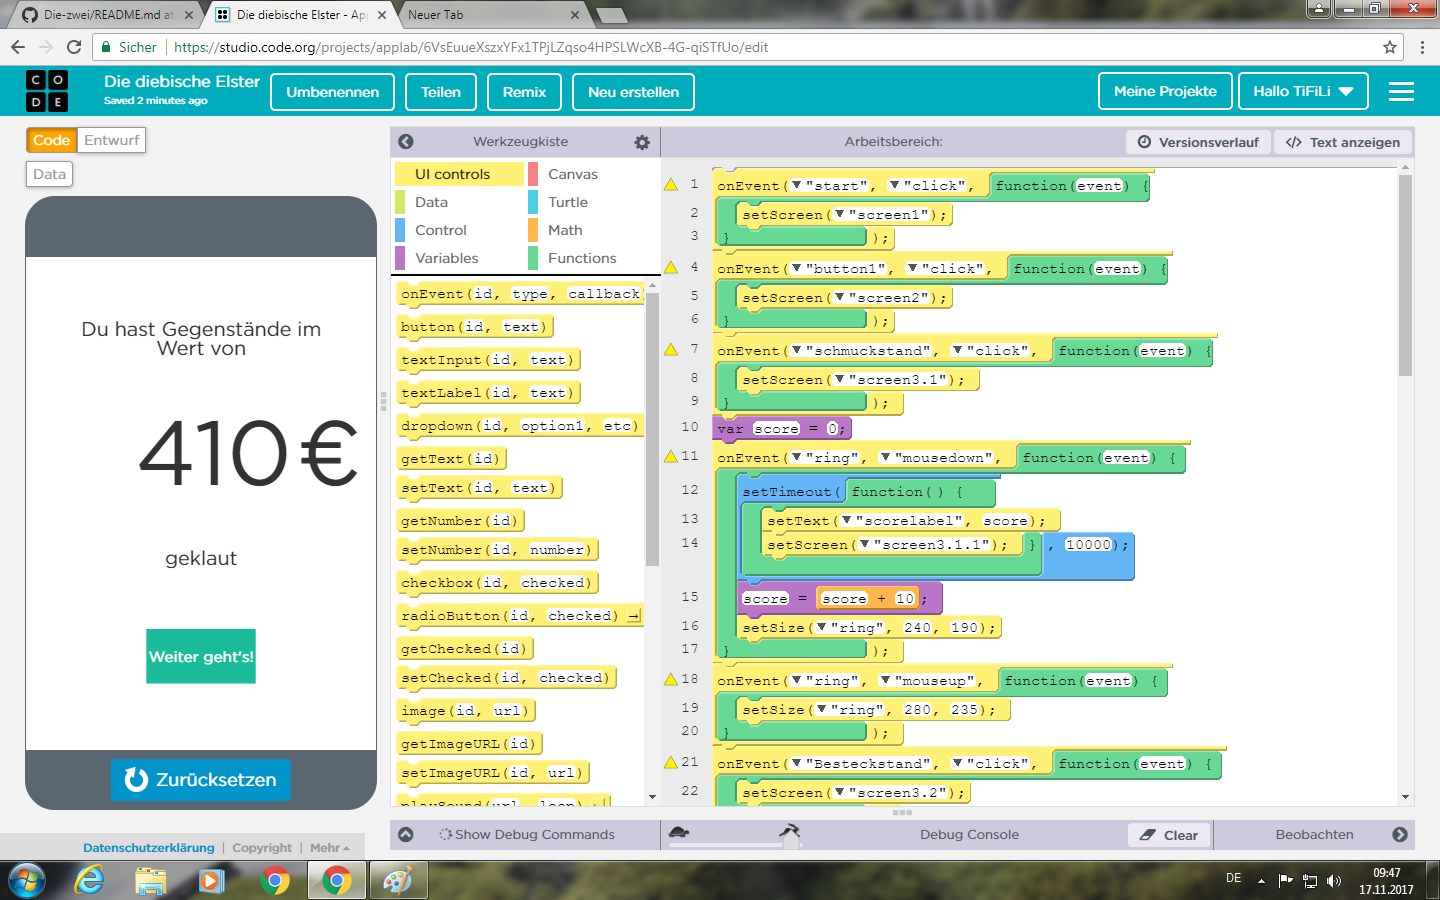 Die-zwei/README.md at
Die diebische Elster - App
Neuer Tab
Sicher | https://studio.code.org/projects/applab/6VsEuueXszxYFx1TPjLZqso4HPSLWcXB-4G-qiSTfUo/edit
CODE
Die diebische Elster
Saved 2 minutes ago
Umbenennen
Teilen
Remix
Neu erstellen
Meine Projekte
Hallo TiFiLi
Code
Entwurf
Data
Du hast Gegenstände im
Wert von
410 €
geklaut
Weiter geht's!
Zurücksetzen
Datenschutzerklärung | Copyright | Mehr
Werkzeugkiste
UI controls
Canvas
Data
Turtle
Control
Math
Variables
Functions
onEvent(id, type, callback)
button(id, text)
textInput(id, text)
textLabel(id, text)
dropdown(id, option1, etc)
getText(id)
setText(id, text)
getNumber(id)
setNumber(id, number)
checkbox(id, checked)
radioButton(id, checked)
getChecked(id)
setChecked(id, checked)
image(id, url)
getImageURL(id)
setImageURL(id, url)
playSound(url, loop)
Arbeitsbereich:
Versionsverlauf
</> Text anzeigen
1 onEvent("start", "click", function(event) {
2 setScreen("screen1");
3 } );
4 onEvent("button1", "click", function(event) {
5 setScreen("screen2");
6 } );
7 onEvent("schmuckstand", "click", function(event) {
8 setScreen("screen3.1");
9 } );
10 var score = 0;
11 onEvent("ring", "mousedown", function(event) {
12 setTimeout(function() {
13 setText("scorelabel", score);
14 setScreen("screen3.1.1"); } , 10000);
15 score = score + 10;
16 setSize("ring", 240, 190);
17 } );
18 onEvent("ring", "mouseup", function(event) {
19 setSize("ring", 280, 235);
20 } );
21 onEvent("Besteckstand", "click", function(event) {
22 setScreen("screen3.2");
Show Debug Commands
Debug Console
Clear
Beobachten
DE
09:47
17.11.2017